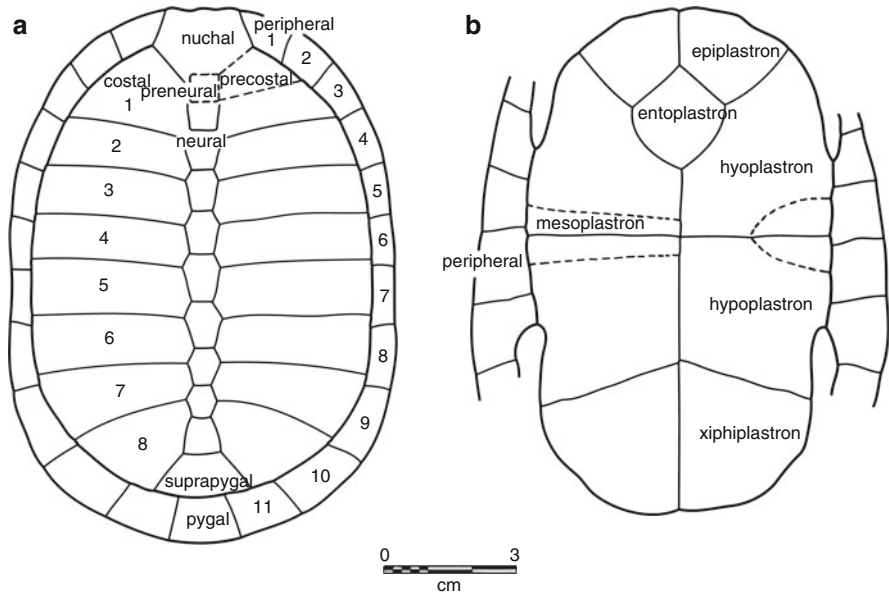 a
nuchal
peripheral
1
2
3
4
5
6
7
8
9
10
11
costal
1
preneural
precostal
neural
2
3
4
5
6
7
8
suprapygal
pygal
b
epiplastron
entoplastron
hyoplastron
mesoplastron
peripheral
hypoplastron
xiphiplastron
0 3
cm